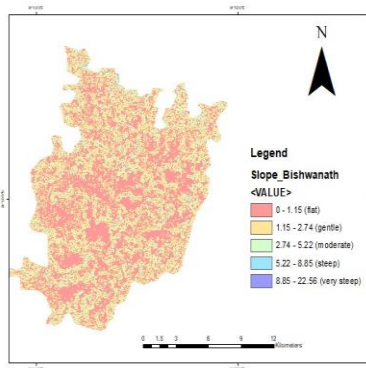 N
Legend
Slope_Bishwanath
<VALUE>
0 - 1.15 (flat)
1.15 - 2.74 (gentle)
2.74 - 5.22 (moderate)
5.22 - 8.85 (steep)
8.85 - 22.56 (very steep)
0 1.5 3 6 9 12
Kilometers